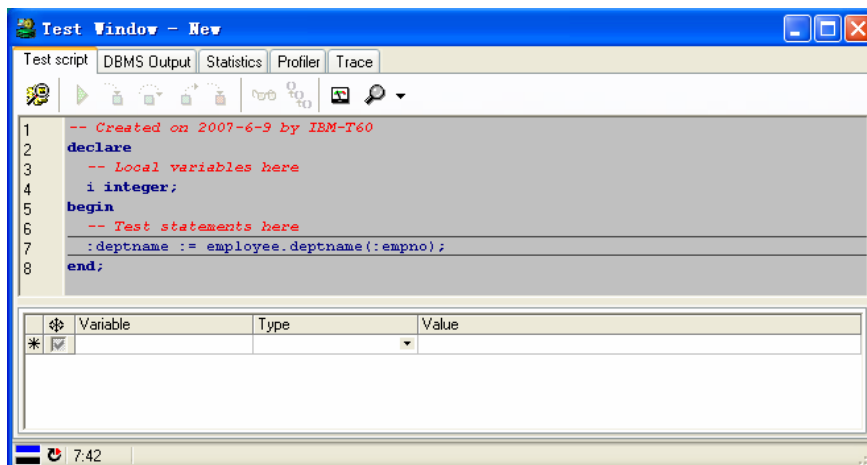 Test Window - New
Test script DBMS Output Statistics Profiler Trace
1 -- Created on 2007-6-9 by IBM-T60
2 declare
3 -- Local variables here
4 i integer;
5 begin
6 -- Test statements here
7 :deptname := employee.deptname(:empno);
8 end;
Variable Type Value
7:42